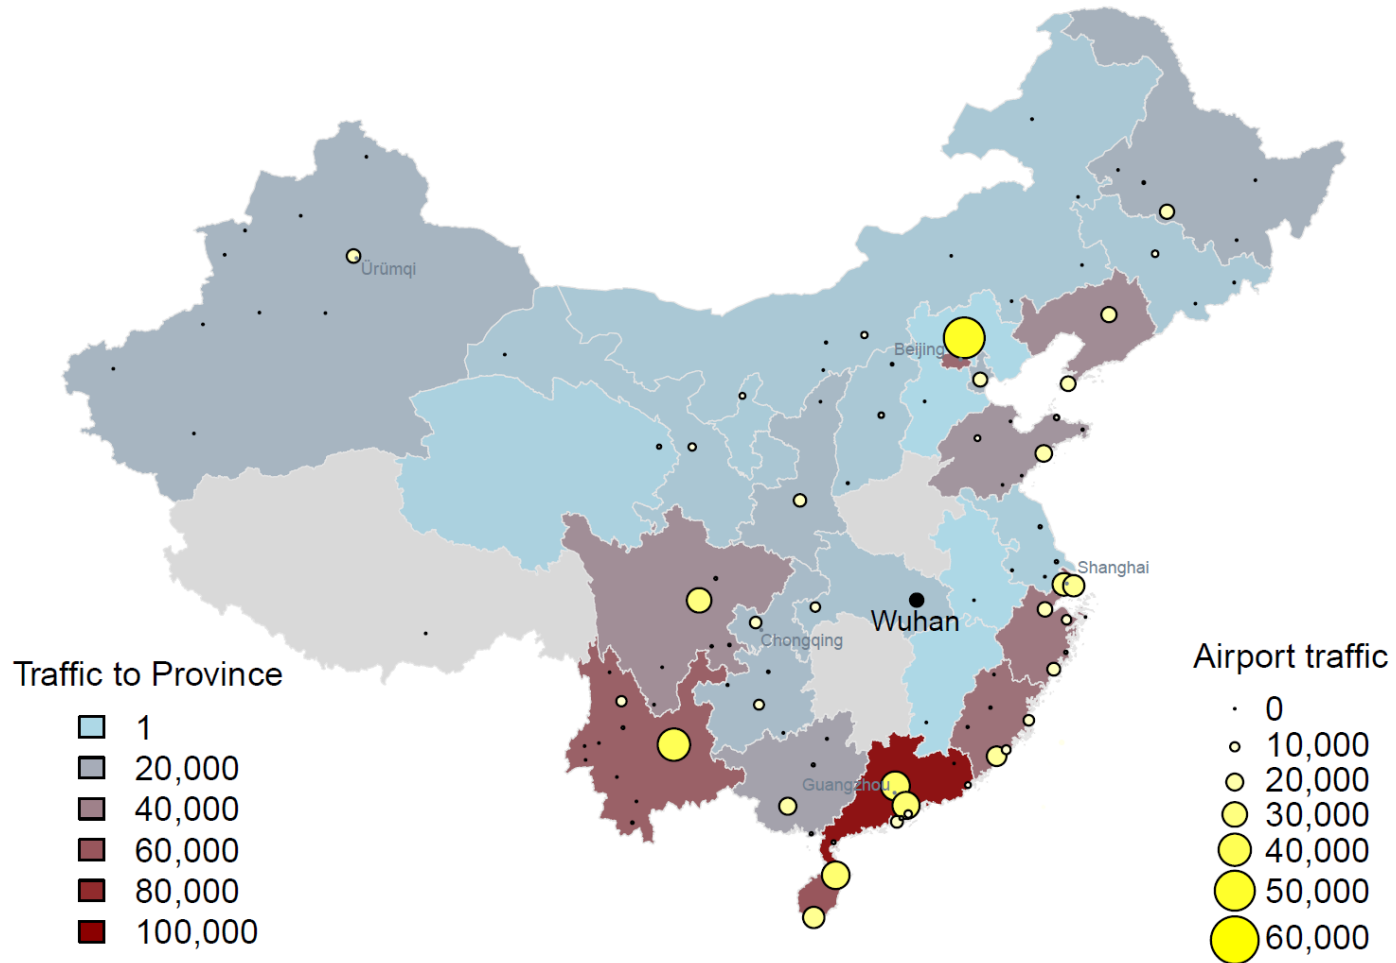 Ürümqi
Beijing
Shanghai
Wuhan
Chongqing
Guangzhou
Traffic to Province
1
20,000
40,000
60,000
80,000
100,000
Airport traffic
0
10,000
20,000
30,000
40,000
50,000
60,000